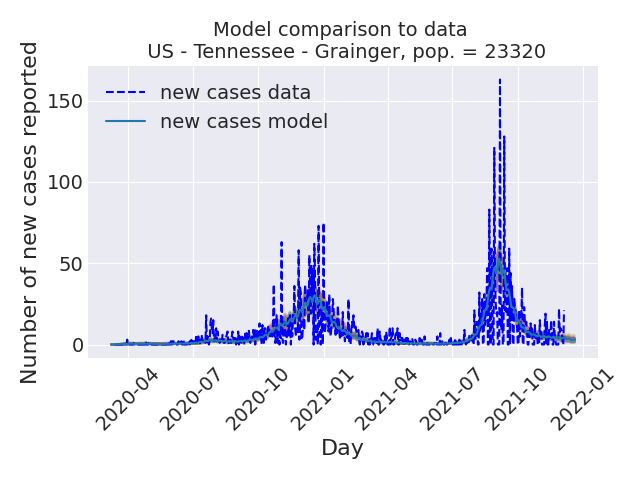 Model comparison to data
US - Tennessee - Grainger, pop. = 23320
new cases data
new cases model
Number of new cases reported
150
100
50
0
2020-04
2020-07
2020-10
2021-01
2021-04
2021-07
2021-10
2022-01
Day